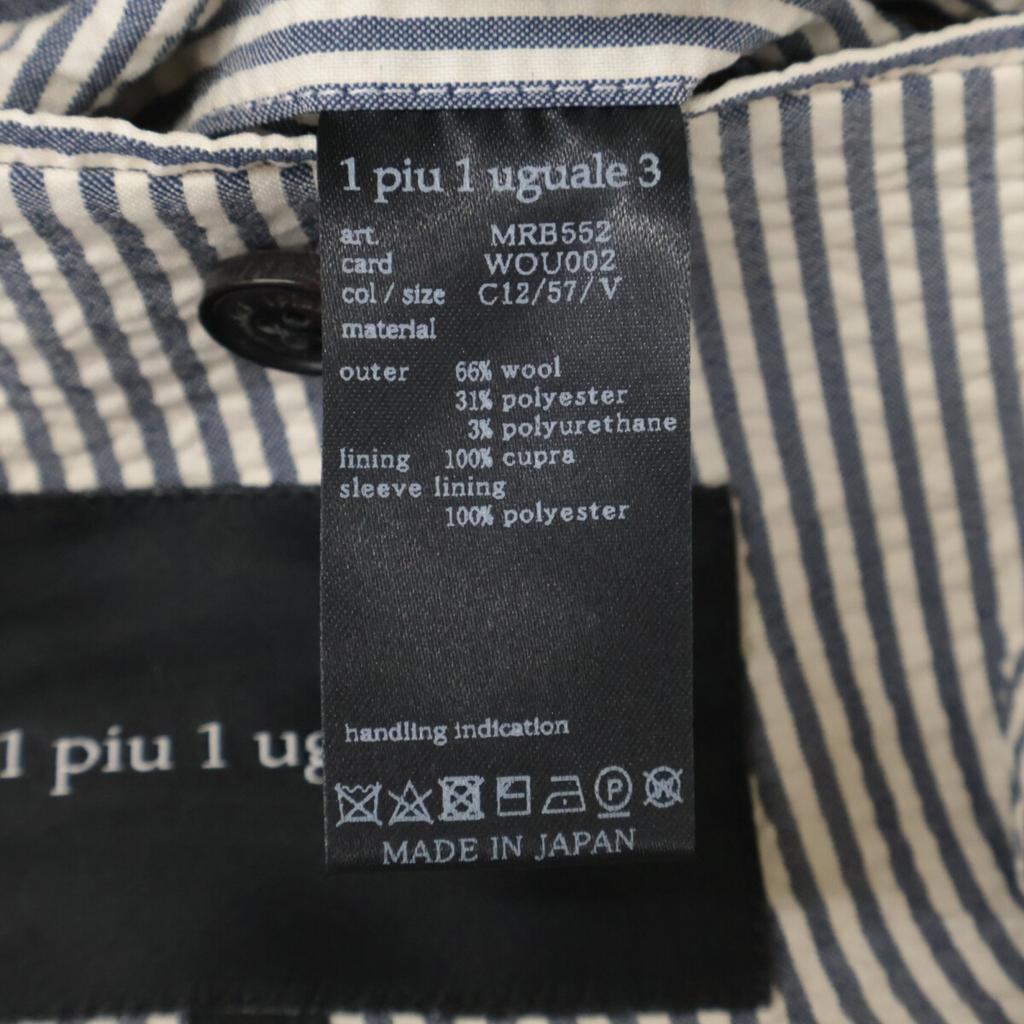 1 piu 1 uguale 3
art. MRB552
card WOU002
col / size C12/57/V
material
outer 66% wool
31% polyester
3% polyurethane
lining 100% cupra
sleeve lining
100% polyester
handling indication
P W
MADE IN JAPAN
1 piu 1 ug